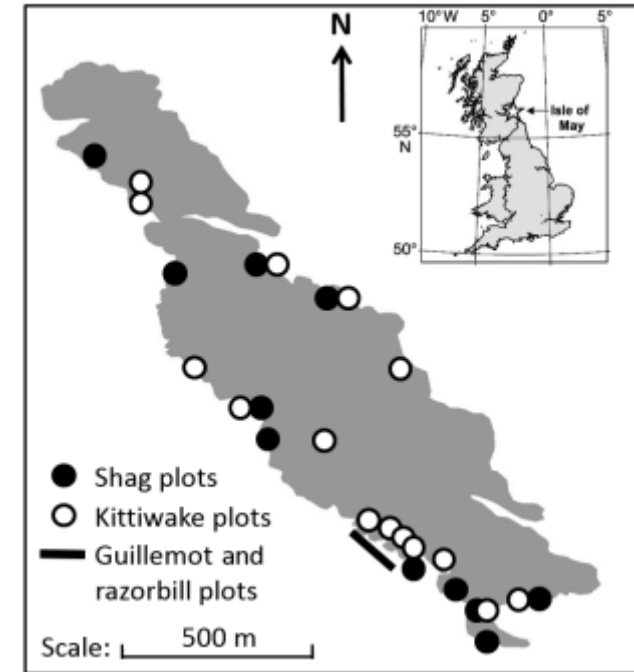 N
10°W 5° 0° 5°
Isle of
May
55°
N
50°
Shag plots
Kittiwake plots
Guillemot and
razorbill plots
Scale: 500 m